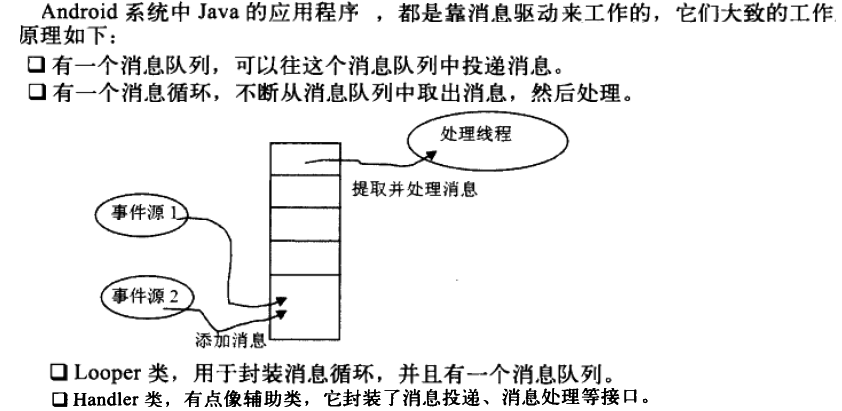 Android 系统中 Java 的应用程序 ,都是靠消息驱动来工作的,它们大致的工作
原理如下:
❑ 有一个消息队列,可以往这个消息队列中投递消息。
❑ 有一个消息循环,不断从消息队列中取出消息,然后处理。
处理线程
提取并处理消息
事件源 1
事件源 2
添加消息
❑ Looper 类,用于封装消息循环,并且有一个消息队列。
❑ Handler 类,有点像辅助类,它封装了消息投递、消息处理等接口。